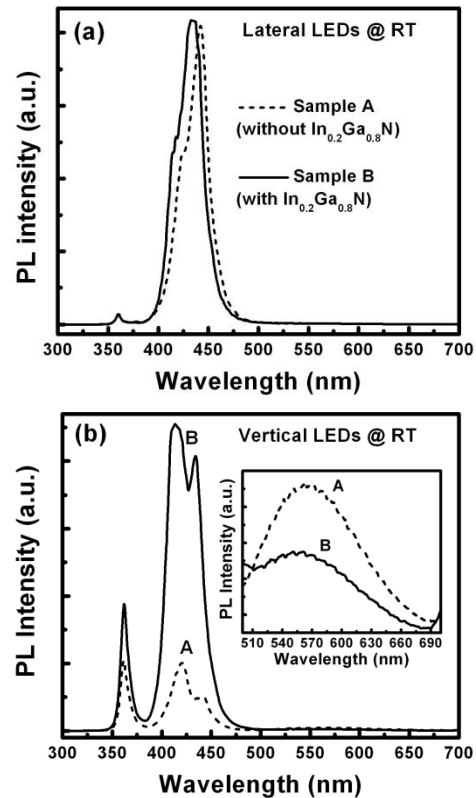 (a)
Lateral LEDs @ RT
Sample A
(without In0.2Ga0.8N)
Sample B
(with In0.2Ga0.8N)
PL intensity (a.u.)
300 350 400 450 500 550 600 650 700
Wavelength (nm)
(b)
Vertical LEDs @ RT
B
A
PL Intensity (a.u.)
A
B
PL Intensity (a.u.)
510 540 570 600 630 660 690
Wavelength (nm)
300 350 400 450 500 550 600 650 700
Wavelength (nm)